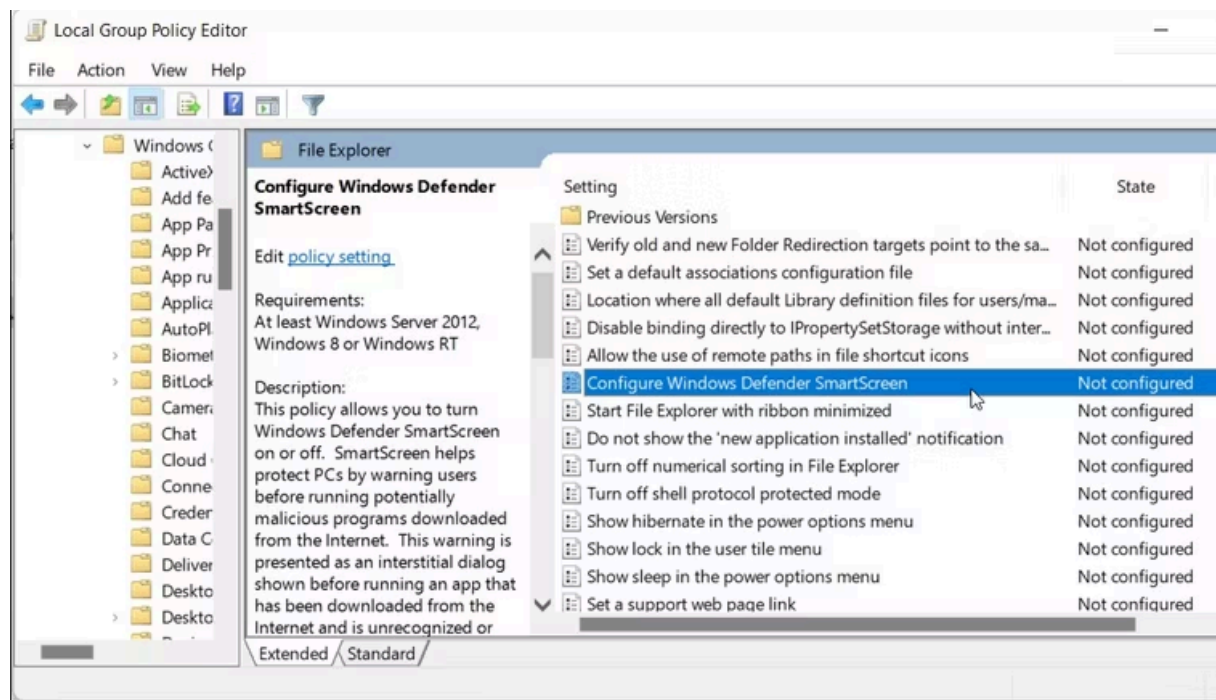 Local Group Policy Editor
File Action View Help
Windows C
ActiveX
Add fe
App Pa
App Pr
App ru
Applica
AutoPl
Biomet
BitLock
Camera
Chat
Cloud
Conne
Creder
Data C
Deliver
Deskto
Deskto
File Explorer
Configure Windows Defender
SmartScreen
Edit policy setting
Requirements:
At least Windows Server 2012,
Windows 8 or Windows RT
Description:
This policy allows you to turn
Windows Defender SmartScreen
on or off. SmartScreen helps
protect PCs by warning users
before running potentially
malicious programs downloaded
from the Internet. This warning is
presented as an interstitial dialog
shown before running an app that
has been downloaded from the
Internet and is unrecognized or
Setting State
Previous Versions
Verify old and new Folder Redirection targets point to the sa... Not configured
Set a default associations configuration file Not configured
Location where all default Library definition files for users/ma... Not configured
Disable binding directly to IPropertySetStorage without inter... Not configured
Allow the use of remote paths in file shortcut icons Not configured
Configure Windows Defender SmartScreen Not configured
Start File Explorer with ribbon minimized Not configured
Do not show the 'new application installed' notification Not configured
Turn off numerical sorting in File Explorer Not configured
Turn off shell protocol protected mode Not configured
Show hibernate in the power options menu Not configured
Show lock in the user tile menu Not configured
Show sleep in the power options menu Not configured
Set a support web page link Not configured
Extended Standard